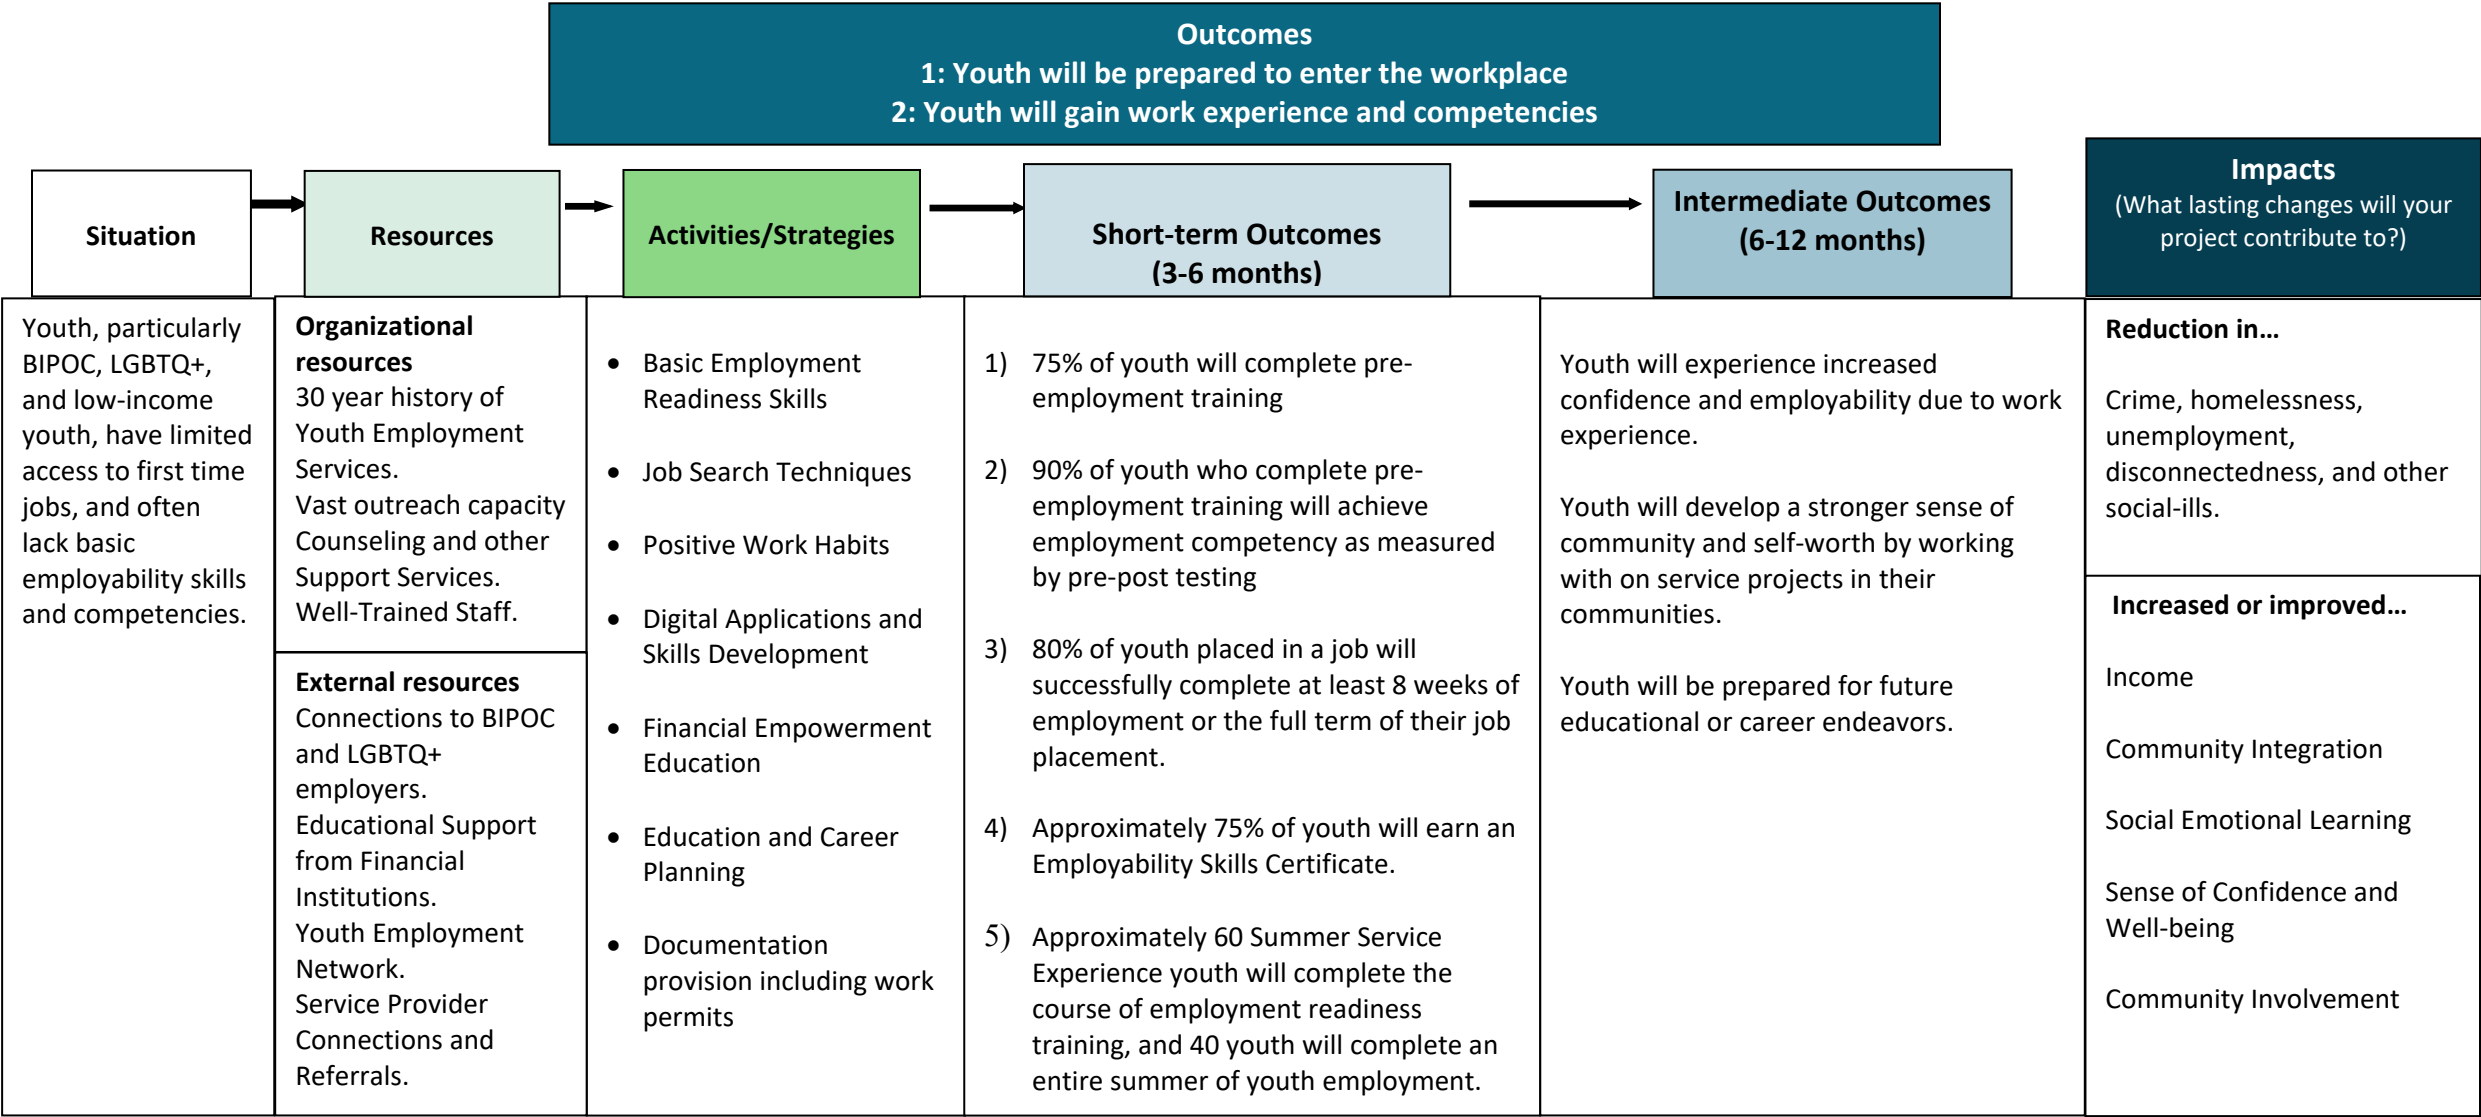 Outcomes
1: Youth will be prepared to enter the workplace
2: Youth will gain work experience and competencies
Situation
Resources
Activities/Strategies
Short-term Outcomes
(3-6 months)
Intermediate Outcomes
(6-12 months)
Impacts
(What lasting changes will your
project contribute to?)
Youth, particularly
BIPOC, LGBTQ+,
and low-income
youth, have limited
access to first time
jobs, and often
lack basic
employability skills
and competencies.
Organizational
resources
30 year history of
Youth Employment
Services.
Vast outreach capacity
Counseling and other
Support Services.
Well-Trained Staff.
External resources
Connections to BIPOC
and LGBTQ+
employers.
Educational Support
from Financial
Institutions.
Youth Employment
Network.
Service Provider
Connections and
Referrals.
• Basic Employment
Readiness Skills
• Job Search Techniques
• Positive Work Habits
• Digital Applications and
Skills Development
• Financial Empowerment
Education
• Education and Career
Planning
• Documentation
provision including work
permits
1) 75% of youth will complete pre-
employment training
2) 90% of youth who complete pre-
employment training will achieve
employment competency as measured
by pre-post testing
3) 80% of youth placed in a job will
successfully complete at least 8 weeks of
employment or the full term of their job
placement.
4) Approximately 75% of youth will earn an
Employability Skills Certificate.
5) Approximately 60 Summer Service
Experience youth will complete the
course of employment readiness
training, and 40 youth will complete an
entire summer of youth employment.
Youth will experience increased
confidence and employability due to work
experience.
Youth will develop a stronger sense of
community and self-worth by working
with on service projects in their
communities.
Youth will be prepared for future
educational or career endeavors.
Reduction in…
Crime, homelessness,
unemployment,
disconnectedness, and other
social-ills.
Increased or improved…
Income
Community Integration
Social Emotional Learning
Sense of Confidence and
Well-being
Community Involvement